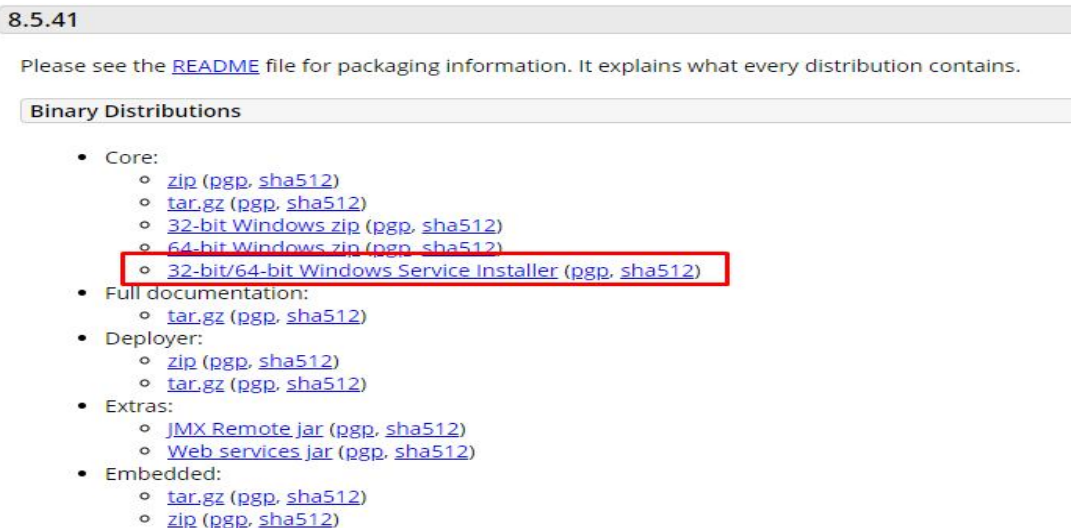 8.5.41
Please see the README file for packaging information. It explains what every distribution contains.
Binary Distributions
• Core:
○ zip (pgp, sha512)
○ tar.gz (pgp, sha512)
○ 32-bit Windows zip (pgp, sha512)
○ 64-bit Windows zip (pgp, sha512)
○ 32-bit/64-bit Windows Service Installer (pgp, sha512)
• Full documentation:
○ tar.gz (pgp, sha512)
• Deployer:
○ zip (pgp, sha512)
○ tar.gz (pgp, sha512)
• Extras:
○ JMX Remote jar (pgp, sha512)
○ Web services jar (pgp, sha512)
• Embedded:
○ tar.gz (pgp, sha512)
○ zip (pgp, sha512)